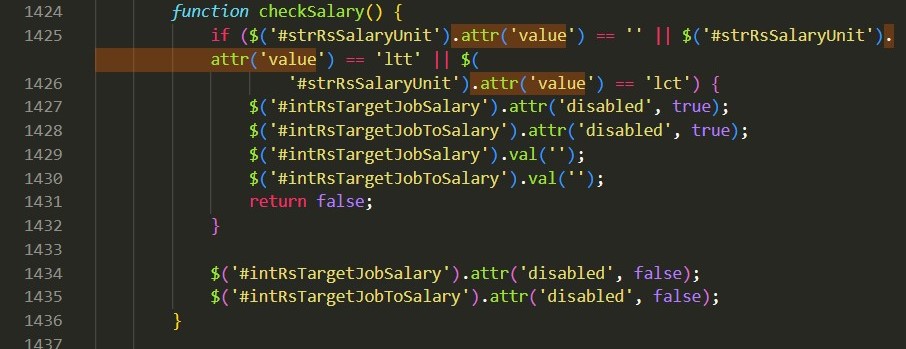 1424 function checkSalary() {
1425 if ($('#strRsSalaryUnit').attr('value') == '' || $('#strRsSalaryUnit').
attr('value') == 'ltt' || $(
1426 '#strRsSalaryUnit').attr('value') == 'lct') {
1427 $('#intRsTargetJobSalary').attr('disabled', true);
1428 $('#intRsTargetJobToSalary').attr('disabled', true);
1429 $('#intRsTargetJobSalary').val('');
1430 $('#intRsTargetJobToSalary').val('');
1431 return false;
1432 }
1433
1434 $('#intRsTargetJobSalary').attr('disabled', false);
1435 $('#intRsTargetJobToSalary').attr('disabled', false);
1436 }
1437